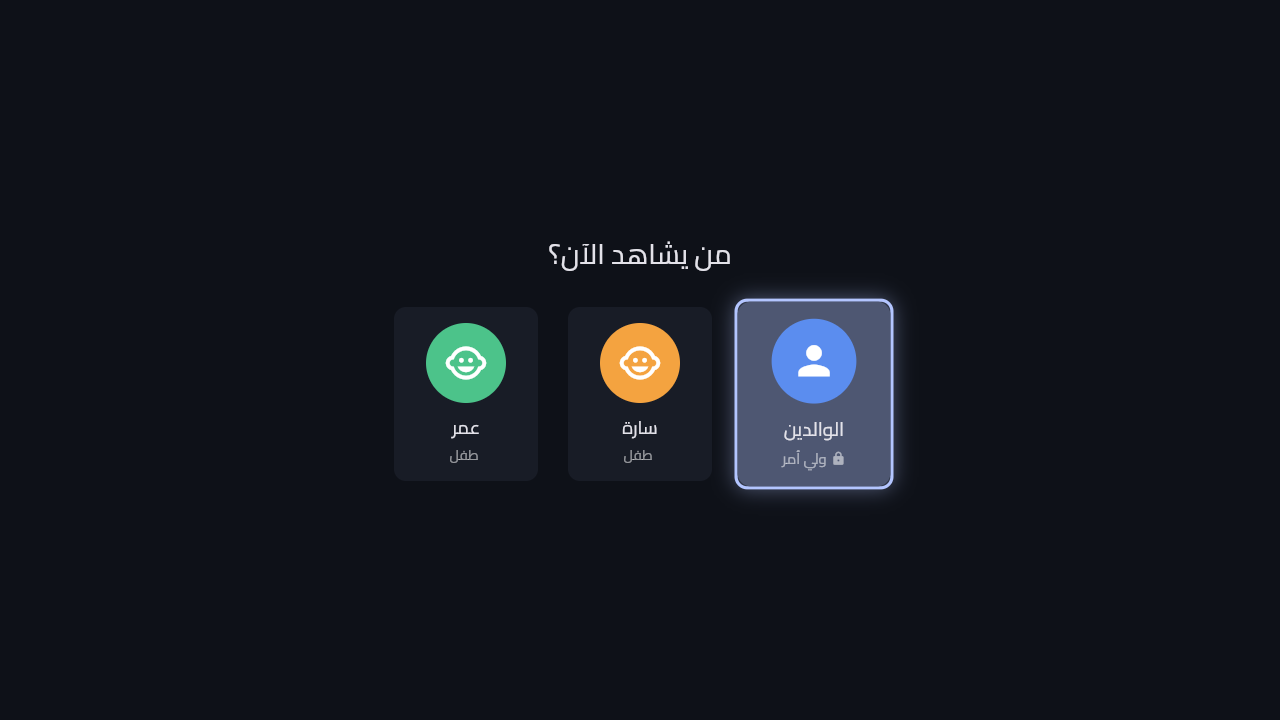 من يشاهد الآن؟
الوالدين
ولي أمر
سارة
طفل
عمر
طفل